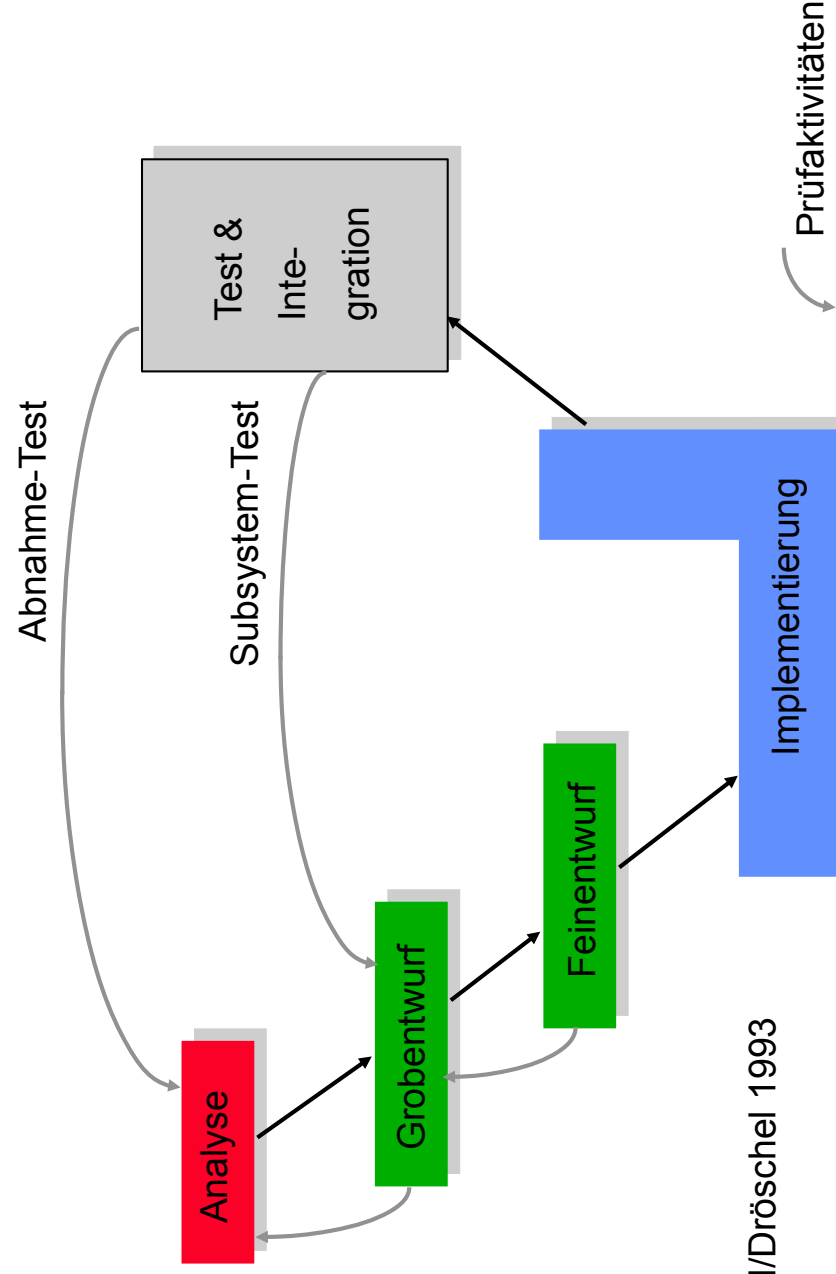 Abnahme-Test
Analyse
Test &
Inte-
gration
Subsystem-Test
Grobentwurf
Feinentwurf
Implementierung
l/Dröschel 1993
Prüfaktivitäten